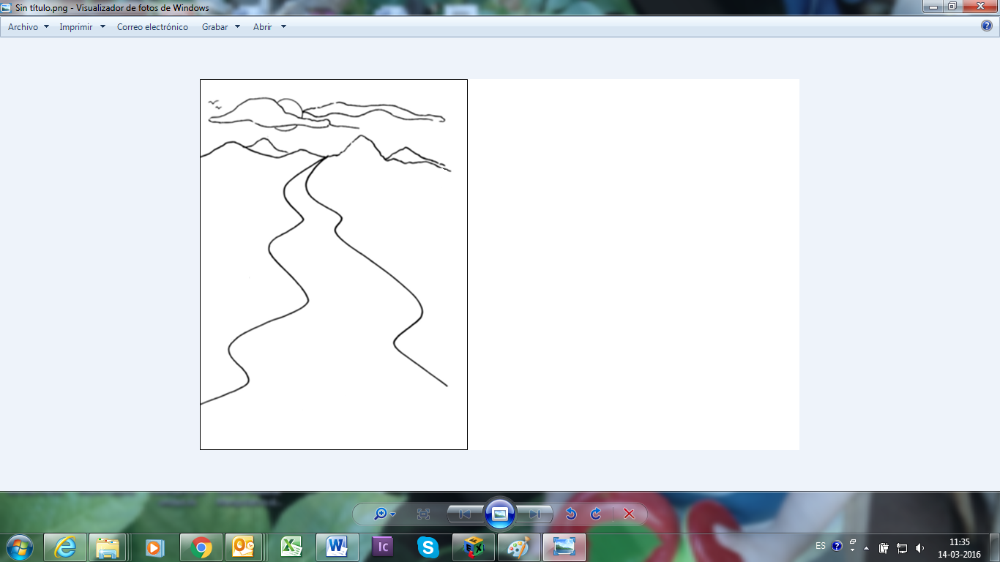 Sin título.png - Visualizador de fotos de Windows
Archivo Imprimir Correo electrónico Grabar Abrir
Ic
ES 11:35
14-03-2016